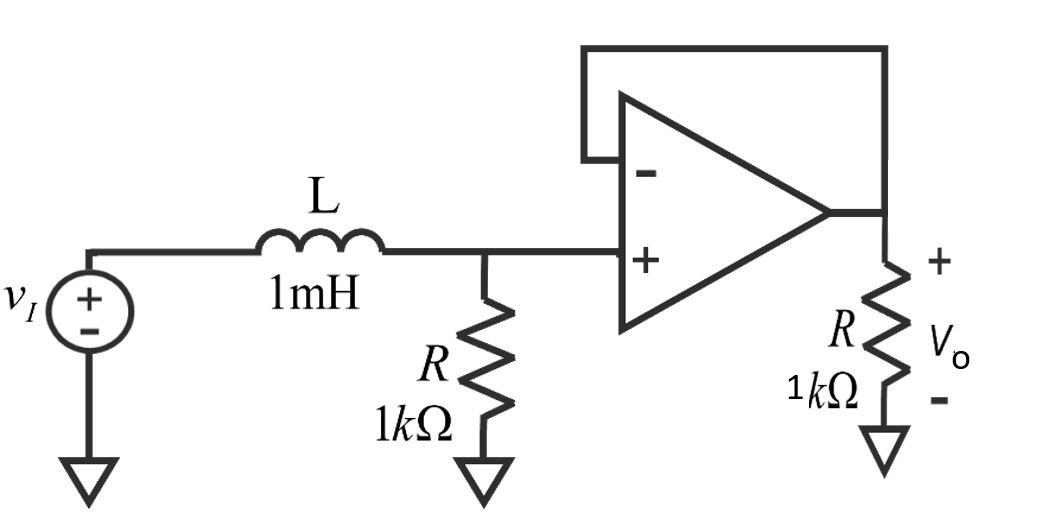 L
1mH
v_I
+
-
R
1kΩ
-
+
R
1kΩ
+
V_o
-